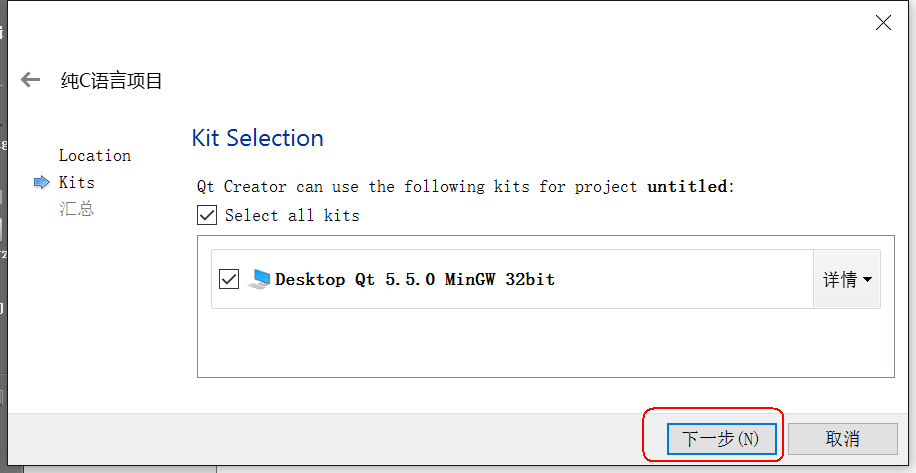 纯C语言项目
Kit Selection
Location
Kits
汇总
Qt Creator can use the following kits for project untitled:
Select all kits
Desktop Qt 5.5.0 MinGW 32bit
详情
下一步(N)
取消